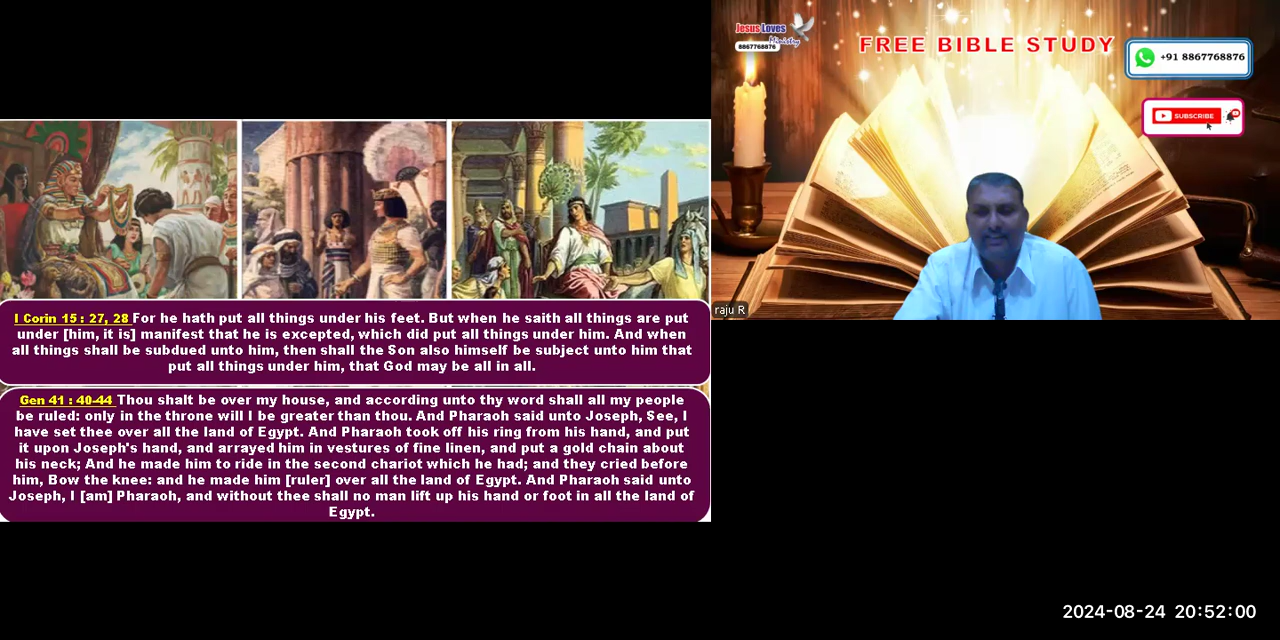 I Corin 15 : 27, 28 For he hath put all things under his feet. But when he saith all things are put
under [him, it is] manifest that he is excepted, which did put all things under him. And when
all things shall be subdued unto him, then shall the Son also himself be subject unto him that
put all things under him, that God may be all in all.
Gen 41 : 40-44 Thou shalt be over my house, and according unto thy word shall all my people
be ruled: only in the throne will I be greater than thou. And Pharaoh said unto Joseph, See, I
have set thee over all the land of Egypt. And Pharaoh took off his ring from his hand, and put
it upon Joseph's hand, and arrayed him in vestures of fine linen, and put a gold chain about
his neck; And he made him to ride in the second chariot which he had; and they cried before
him, Bow the knee: and he made him [ruler] over all the land of Egypt. And Pharaoh said unto
Joseph, I [am] Pharaoh, and without thee shall no man lift up his hand or foot in all the land of
Egypt.
Jesus Loves
Ministry
8867768876
FREE BIBLE STUDY
+91 8867768876
SUBSCRIBE
raju R
2024-08-24 20:52:00